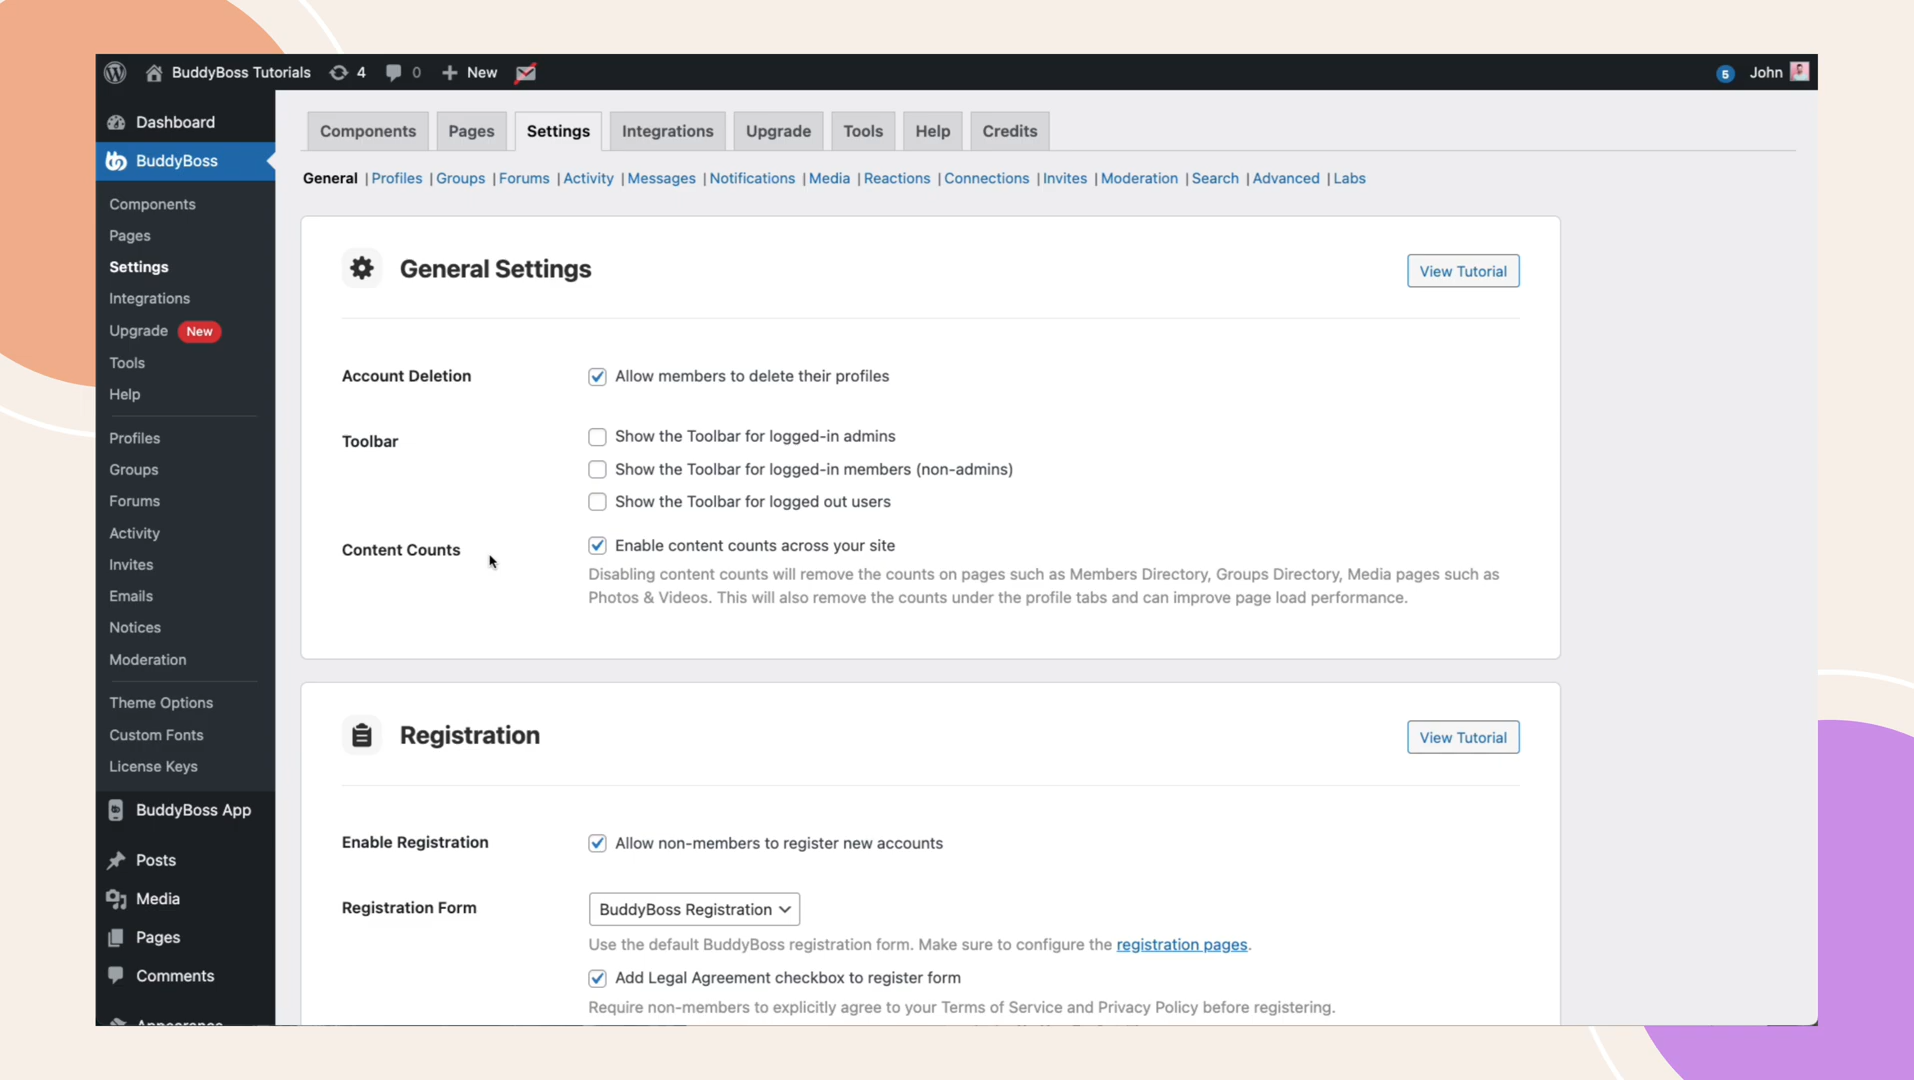 BuddyBoss Tutorials 4 0 New 5 John
Dashboard
BuddyBoss
Components
Pages
Settings
Integrations
Upgrade New
Tools
Help
Profiles
Groups
Forums
Activity
Invites
Emails
Notices
Moderation
Theme Options
Custom Fonts
License Keys
BuddyBoss App
Posts
Media
Pages
Comments
Appearance
Components Pages Settings Integrations Upgrade Tools Help Credits
General | Profiles | Groups | Forums | Activity | Messages | Notifications | Media | Reactions | Connections | Invites | Moderation | Search | Advanced | Labs
General Settings
View Tutorial
Account Deletion
Allow members to delete their profiles
Toolbar
Show the Toolbar for logged-in admins
Show the Toolbar for logged-in members (non-admins)
Show the Toolbar for logged out users
Content Counts
Enable content counts across your site
Disabling content counts will remove the counts on pages such as Members Directory, Groups Directory, Media pages such as
Photos & Videos. This will also remove the counts under the profile tabs and can improve page load performance.
Registration
View Tutorial
Enable Registration
Allow non-members to register new accounts
Registration Form
BuddyBoss Registration
Use the default BuddyBoss registration form. Make sure to configure the registration pages.
Add Legal Agreement checkbox to register form
Require non-members to explicitly agree to your Terms of Service and Privacy Policy before registering.